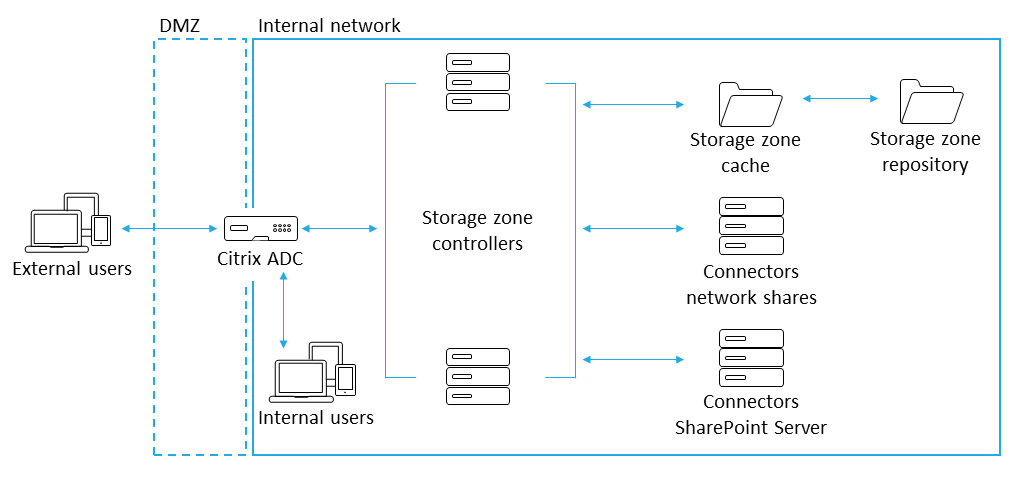 DMZ
Internal network
Storage zone
cache
Storage zone
repository
Storage zone
controllers
External users
Citrix ADC
Connectors
network shares
Internal users
Connectors
SharePoint Server